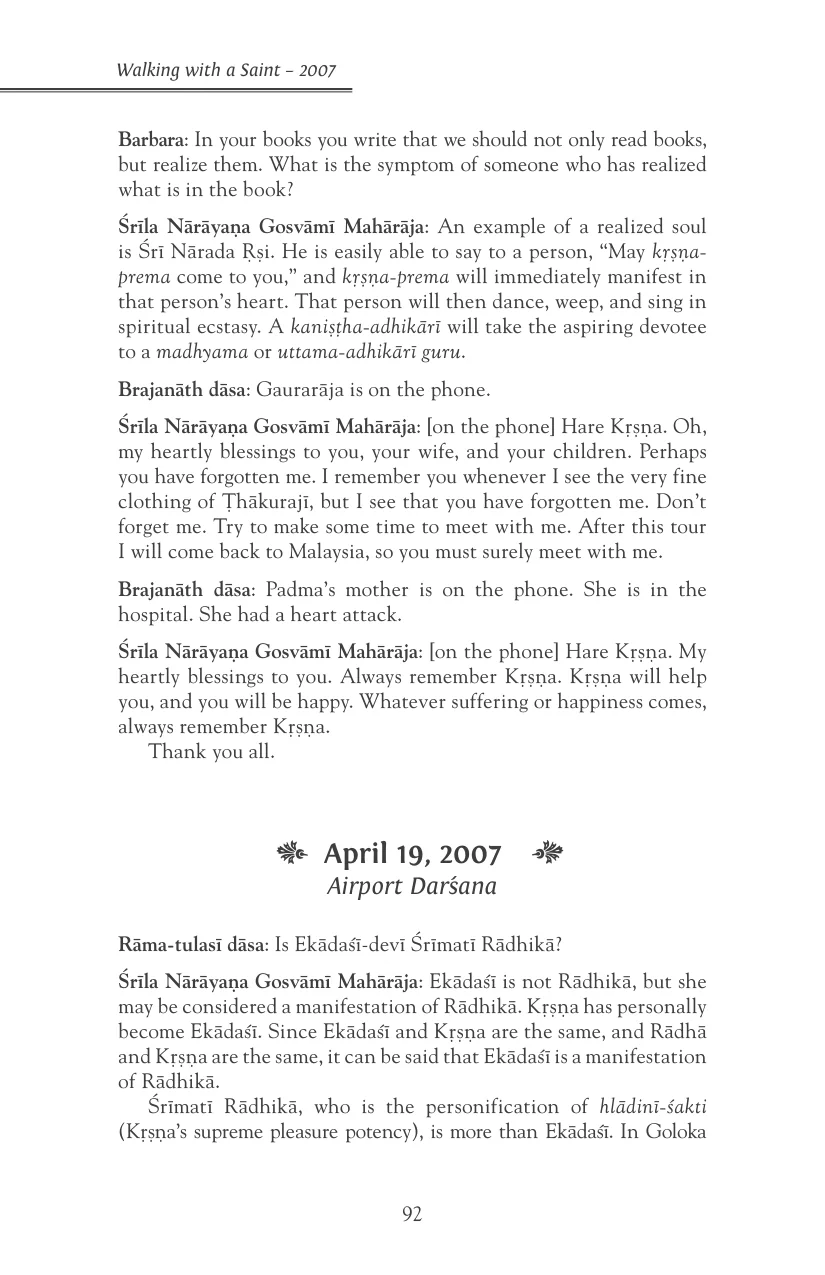 Walking with a Saint – 2007
Barbara: In your books you write that we should not only read books,
but realize them. What is the symptom of someone who has realized
what is in the book?
Śrīla Nārāyaṇa Gosvāmī Mahārāja: An example of a realized soul
is Śrī Nārada Ṛṣi. He is easily able to say to a person, “May kṛṣṇa-
prema come to you,” and kṛṣṇa-prema will immediately manifest in
that person’s heart. That person will then dance, weep, and sing in
spiritual ecstasy. A kaniṣṭha-adhikārī will take the aspiring devotee
to a madhyama or uttama-adhikārī guru.
Brajanāth dāsa: Gaurarāja is on the phone.
Śrīla Nārāyaṇa Gosvāmī Mahārāja: [on the phone] Hare Kṛṣṇa. Oh,
my heartly blessings to you, your wife, and your children. Perhaps
you have forgotten me. I remember you whenever I see the very fine
clothing of Ṭhākurajī, but I see that you have forgotten me. Don’t
forget me. Try to make some time to meet with me. After this tour
I will come back to Malaysia, so you must surely meet with me.
Brajanāth dāsa: Padma’s mother is on the phone. She is in the
hospital. She had a heart attack.
Śrīla Nārāyaṇa Gosvāmī Mahārāja: [on the phone] Hare Kṛṣṇa. My
heartly blessings to you. Always remember Kṛṣṇa. Kṛṣṇa will help
you, and you will be happy. Whatever suffering or happiness comes,
always remember Kṛṣṇa.
Thank you all.
April 19, 2007
Airport Darśana
Rāma-tulasī dāsa: Is Ekādaśī-devī Śrīmatī Rādhikā?
Śrīla Nārāyaṇa Gosvāmī Mahārāja: Ekādaśī is not Rādhikā, but she
may be considered a manifestation of Rādhikā. Kṛṣṇa has personally
become Ekādaśī. Since Ekādaśī and Kṛṣṇa are the same, and Rādhā
and Kṛṣṇa are the same, it can be said that Ekādaśī is a manifestation
of Rādhikā.
Śrīmatī Rādhikā, who is the personification of hlādinī-śakti
(Kṛṣṇa’s supreme pleasure potency), is more than Ekādaśī. In Goloka
92